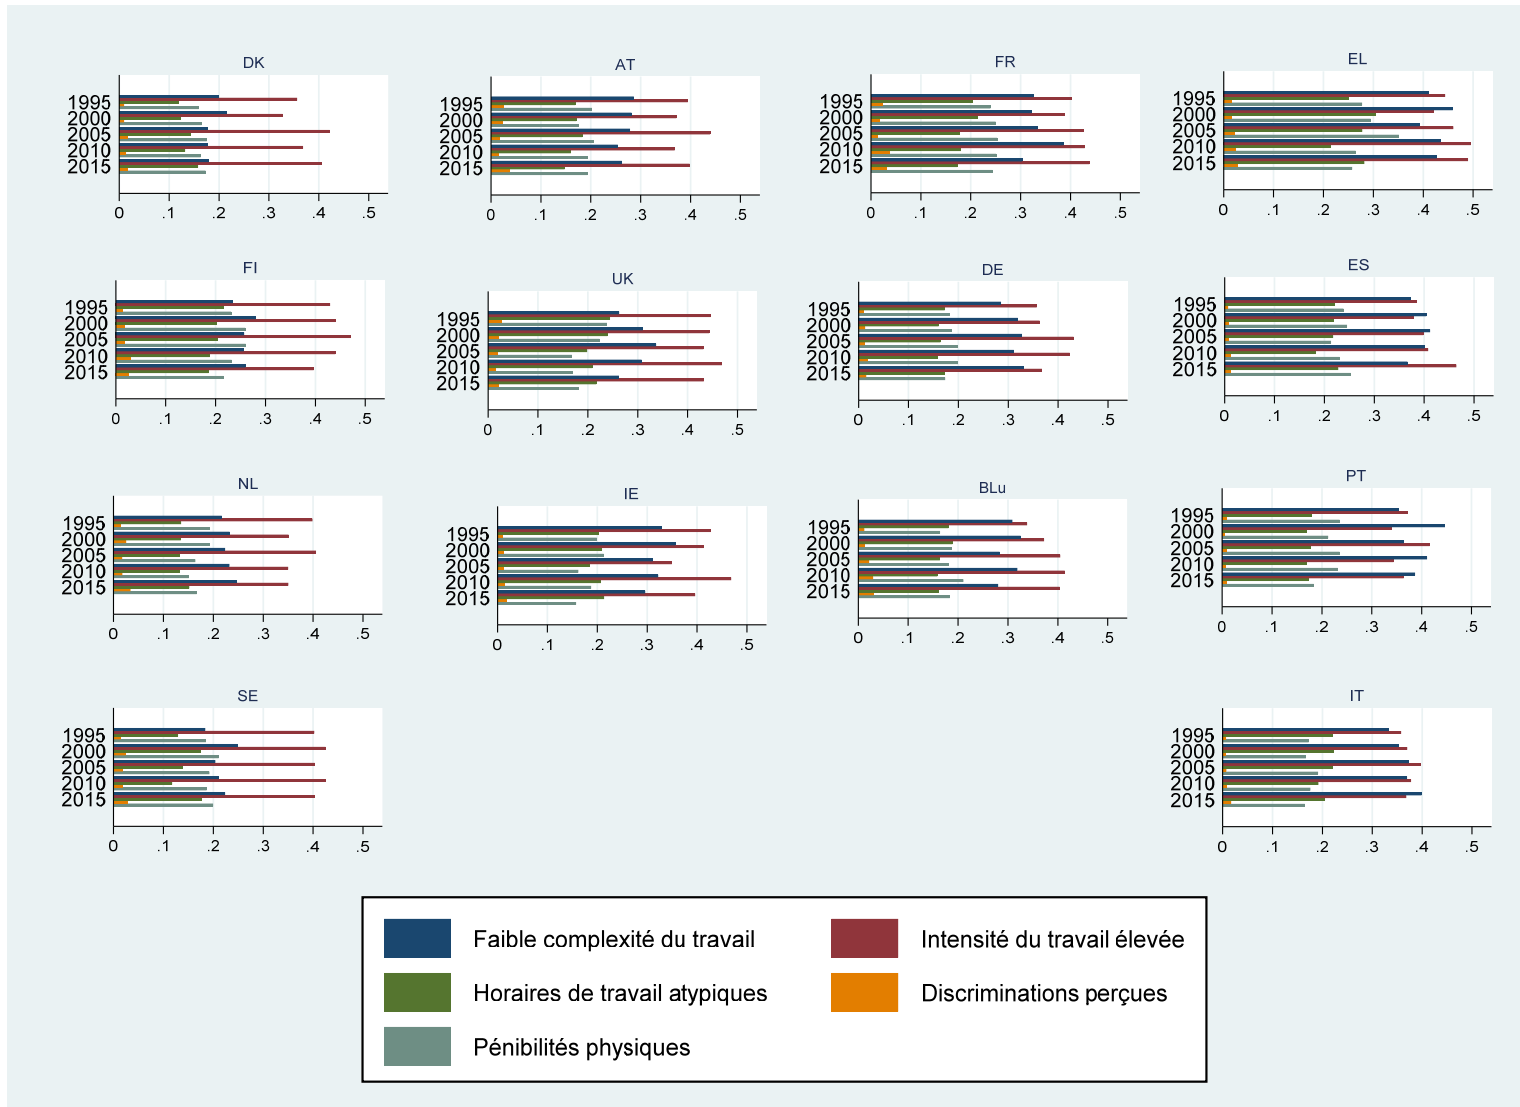 DK
1995
2000
2005
2010
2015
0 .1 .2 .3 .4 .5
AT
1995
2000
2005
2010
2015
0 .1 .2 .3 .4 .5
FR
1995
2000
2005
2010
2015
0 .1 .2 .3 .4 .5
EL
1995
2000
2005
2010
2015
0 .1 .2 .3 .4 .5
FI
1995
2000
2005
2010
2015
0 .1 .2 .3 .4 .5
UK
1995
2000
2005
2010
2015
0 .1 .2 .3 .4 .5
DE
1995
2000
2005
2010
2015
0 .1 .2 .3 .4 .5
ES
1995
2000
2005
2010
2015
0 .1 .2 .3 .4 .5
NL
1995
2000
2005
2010
2015
0 .1 .2 .3 .4 .5
IE
1995
2000
2005
2010
2015
0 .1 .2 .3 .4 .5
BLu
1995
2000
2005
2010
2015
0 .1 .2 .3 .4 .5
PT
1995
2000
2005
2010
2015
0 .1 .2 .3 .4 .5
SE
1995
2000
2005
2010
2015
0 .1 .2 .3 .4 .5
IT
1995
2000
2005
2010
2015
0 .1 .2 .3 .4 .5
Faible complexité du travail
Intensité du travail élevée
Horaires de travail atypiques
Discriminations perçues
Pénibilités physiques